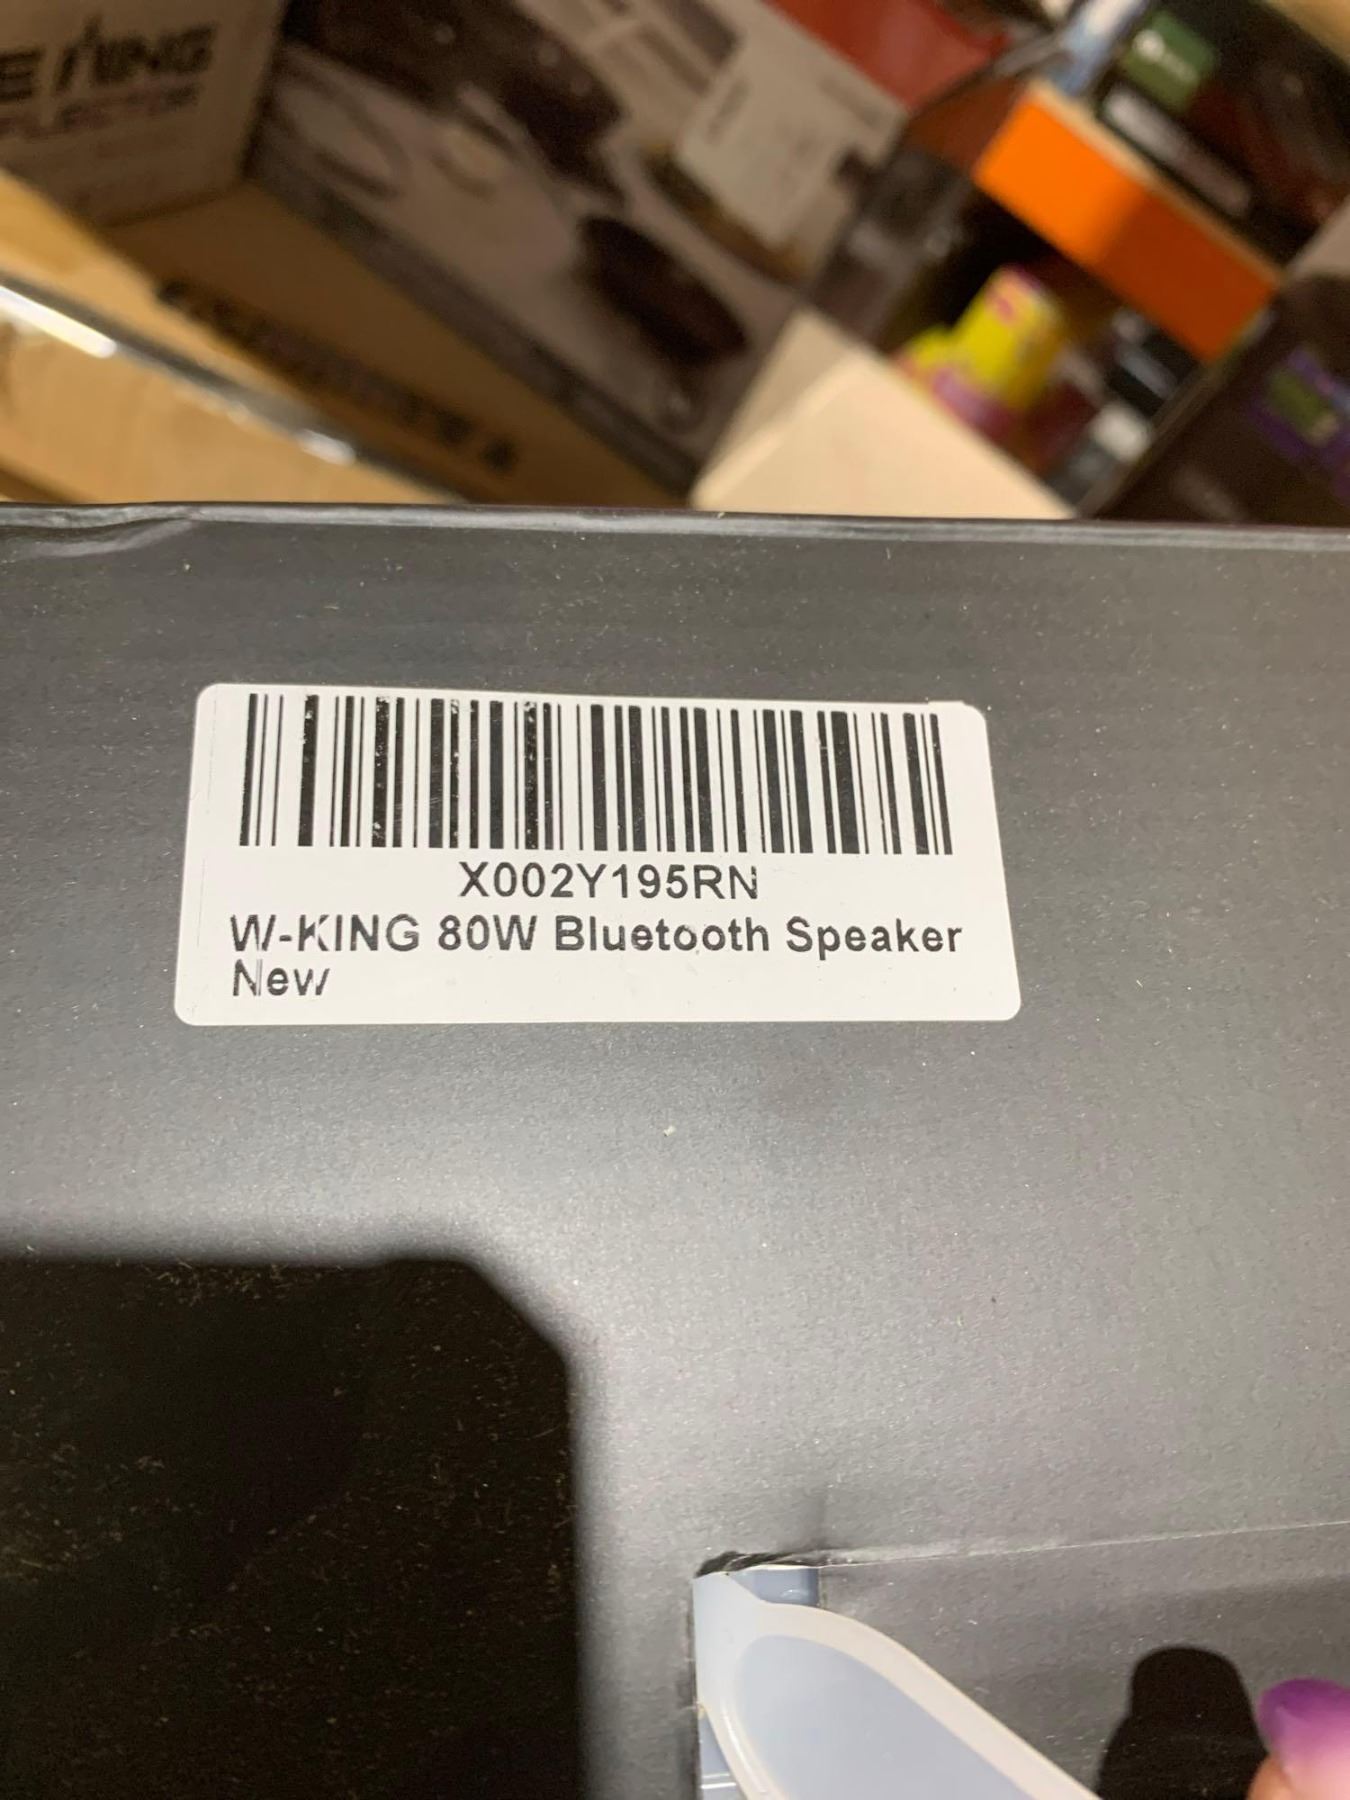 X002Y195RN
W-KING 80W Bluetooth Speaker
New